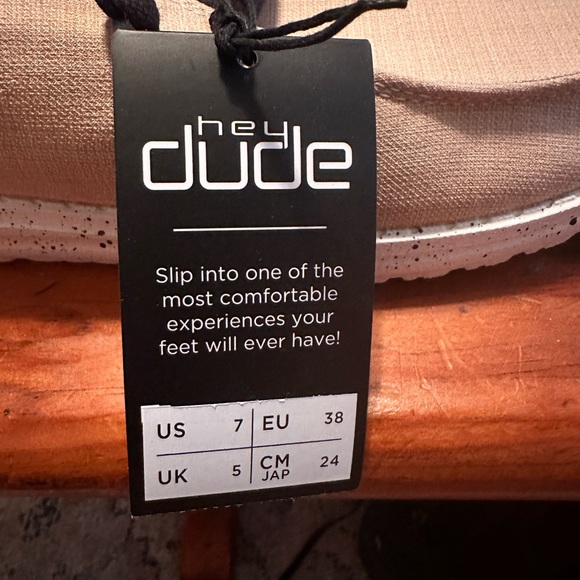 hey
dude
Slip into one of the
most comfortable
experiences your
feet will ever have!
US 7 EU 38
UK 5 CM JAP 24